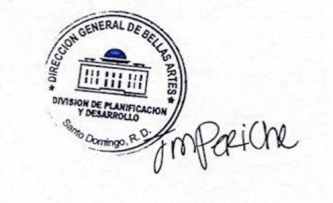 * DIRECCION GENERAL DE BELLAS ARTES *
DIVISION DE PLANIFICACION
Y DESARROLLO
Santo Domingo, R. D.
JmPeriche